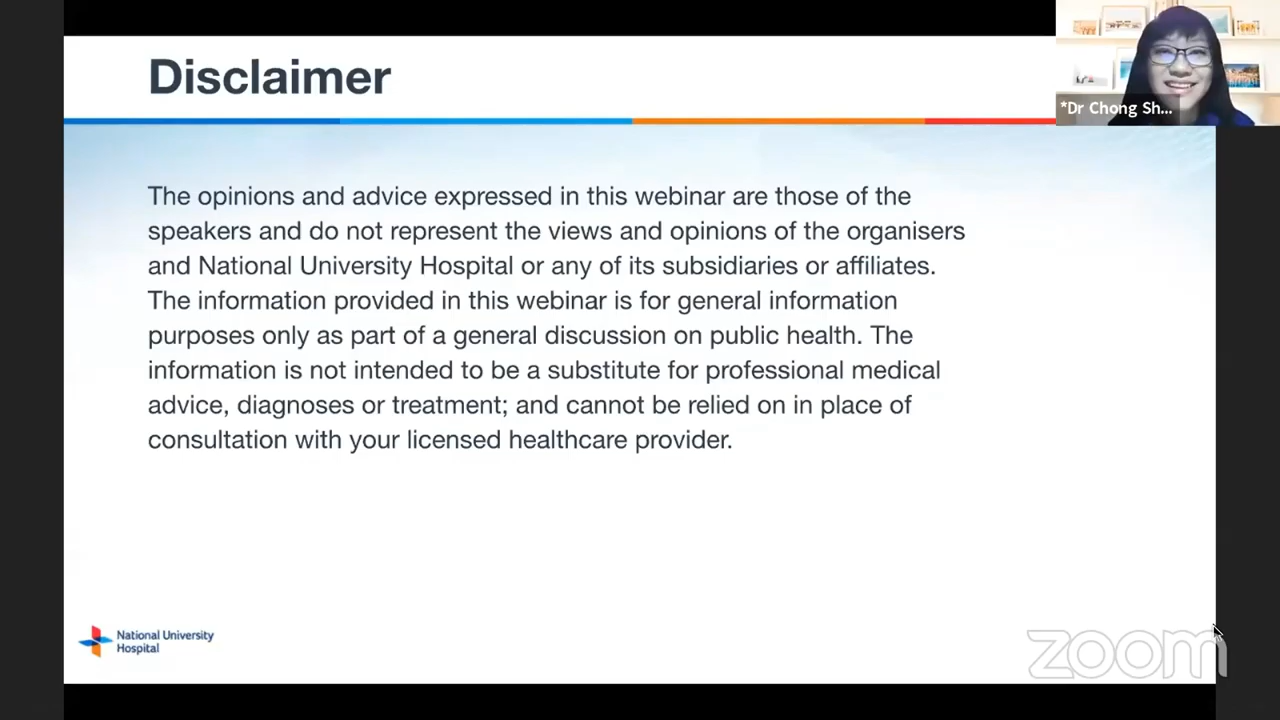 Disclaimer
*Dr Chong Sh...
The opinions and advice expressed in this webinar are those of the
speakers and do not represent the views and opinions of the organisers
and National University Hospital or any of its subsidiaries or affiliates.
The information provided in this webinar is for general information
purposes only as part of a general discussion on public health. The
information is not intended to be a substitute for professional medical
advice, diagnoses or treatment; and cannot be relied on in place of
consultation with your licensed healthcare provider.
National University
Hospital
zoom